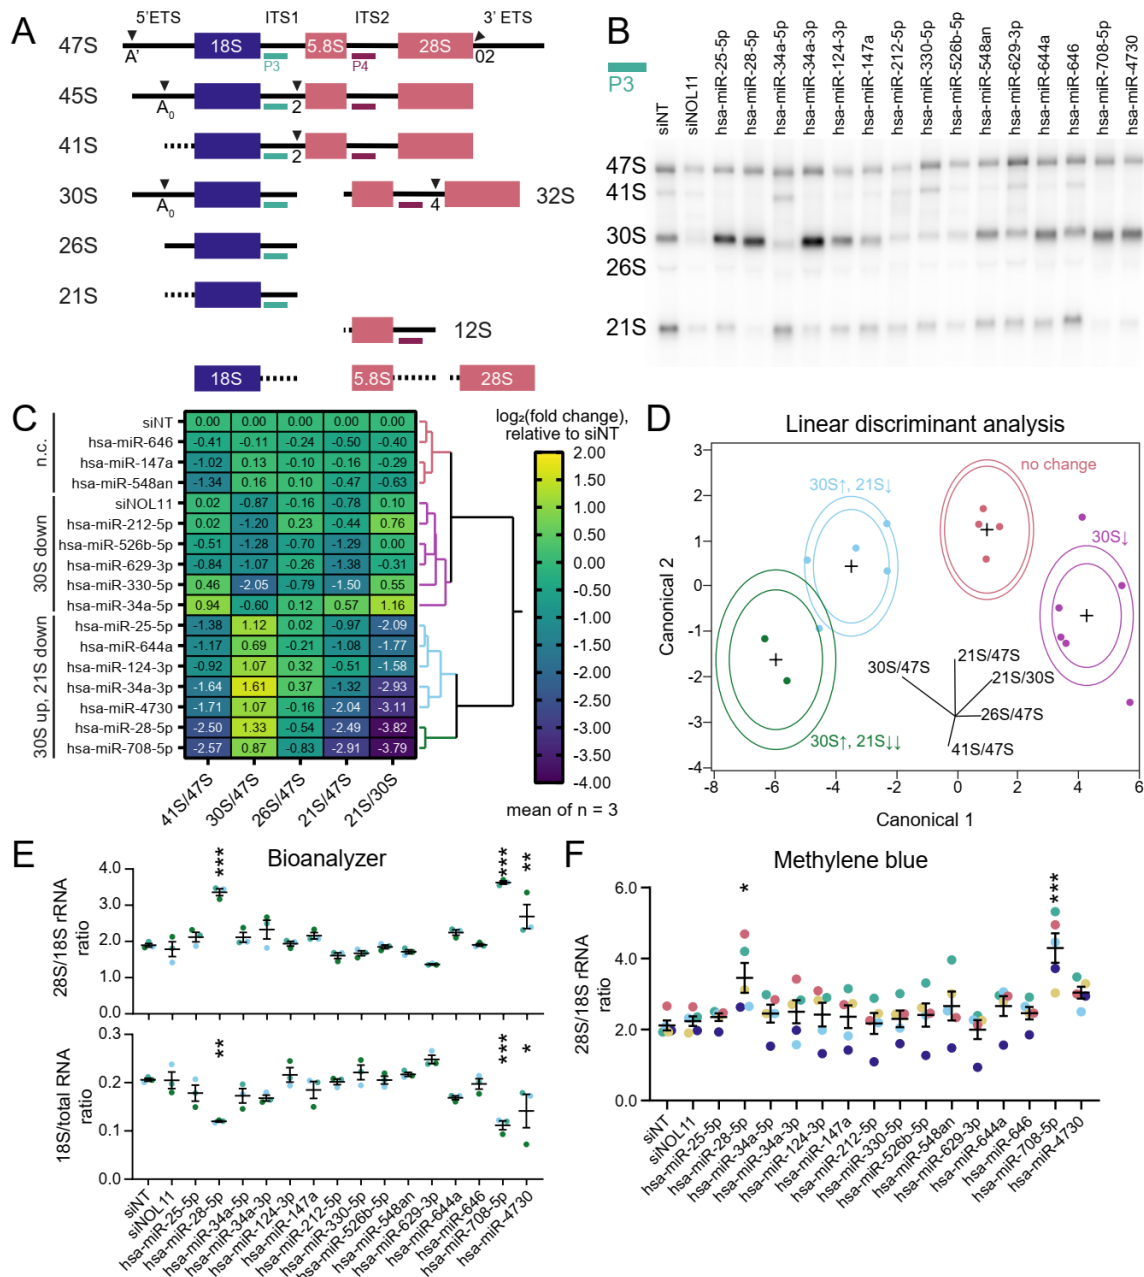 A
5'ETS ITS1 ITS2 3' ETS
47S 18S 5.8S 28S
A' P3 P4 02
45S
A0 2
41S
2
30S 32S
A0 4
26S
21S
12S
18S 5.8S 28S
B
P3
siNT
siNOL11
hsa-miR-25-5p
hsa-miR-28-5p
hsa-miR-34a-5p
hsa-miR-34a-3p
hsa-miR-124-3p
hsa-miR-147a
hsa-miR-212-5p
hsa-miR-330-5p
hsa-miR-526b-5p
hsa-miR-548an
hsa-miR-629-3p
hsa-miR-644a
hsa-miR-646
hsa-miR-708-5p
hsa-miR-4730
47S
41S
30S
26S
21S
C
n.c.
30S down
30S up, 21S down
siNT 0.00 0.00 0.00 0.00 0.00
hsa-miR-646 -0.41 -0.11 -0.24 -0.50 -0.40
hsa-miR-147a -1.02 0.13 -0.10 -0.16 -0.29
hsa-miR-548an -1.34 0.16 0.10 -0.47 -0.63
siNOL11 0.02 -0.87 -0.16 -0.78 0.10
hsa-miR-212-5p 0.02 -1.20 0.23 -0.44 0.76
hsa-miR-526b-5p -0.51 -1.28 -0.70 -1.29 0.00
hsa-miR-629-3p -0.84 -1.07 -0.26 -1.38 -0.31
hsa-miR-330-5p 0.46 -2.05 -0.79 -1.50 0.55
hsa-miR-34a-5p 0.94 -0.60 0.12 0.57 1.16
hsa-miR-25-5p -1.38 1.12 0.02 -0.97 -2.09
hsa-miR-644a -1.17 0.69 -0.21 -1.08 -1.77
hsa-miR-124-3p -0.92 1.07 0.32 -0.51 -1.58
hsa-miR-34a-3p -1.64 1.61 0.37 -1.32 -2.93
hsa-miR-4730 -1.71 1.07 -0.16 -2.04 -3.11
hsa-miR-28-5p -2.50 1.33 -0.54 -2.49 -3.82
hsa-miR-708-5p -2.57 0.87 -0.83 -2.91 -3.79
41S/47S 30S/47S 26S/47S 21S/47S 21S/30S
log2(fold change),
relative to siNT
2.00
1.50
1.00
0.50
0.00
-0.50
-1.00
-1.50
-2.00
-2.50
-3.00
-3.50
-4.00
mean of n = 3
D
Linear discriminant analysis
Canonical 2
3
2
1
0
-1
-2
-3
-4
no change
30S↑, 21S↓
30S↓
30S↑, 21S↓↓
30S/47S
21S/47S
21S/30S
26S/47S
41S/47S
-8 -6 -4 -2 0 2 4 6
Canonical 1
E
Bioanalyzer
28S/18S rRNA
ratio
4.0
3.0
2.0
1.0
0.0
*** *** **
18S/total RNA
ratio
0.3
0.2
0.1
0.0
** *** *
siNT
siNOL11
hsa-miR-25-5p
hsa-miR-28-5p
hsa-miR-34a-5p
hsa-miR-34a-3p
hsa-miR-124-3p
hsa-miR-147a
hsa-miR-212-5p
hsa-miR-330-5p
hsa-miR-526b-5p
hsa-miR-548an
hsa-miR-629-3p
hsa-miR-644a
hsa-miR-646
hsa-miR-708-5p
hsa-miR-4730
F
Methylene blue
28S/18S rRNA
ratio
6.0
4.0
2.0
0.0
* ***
siNT
siNOL11
hsa-miR-25-5p
hsa-miR-28-5p
hsa-miR-34a-5p
hsa-miR-34a-3p
hsa-miR-124-3p
hsa-miR-147a
hsa-miR-212-5p
hsa-miR-330-5p
hsa-miR-526b-5p
hsa-miR-548an
hsa-miR-629-3p
hsa-miR-644a
hsa-miR-646
hsa-miR-708-5p
hsa-miR-4730